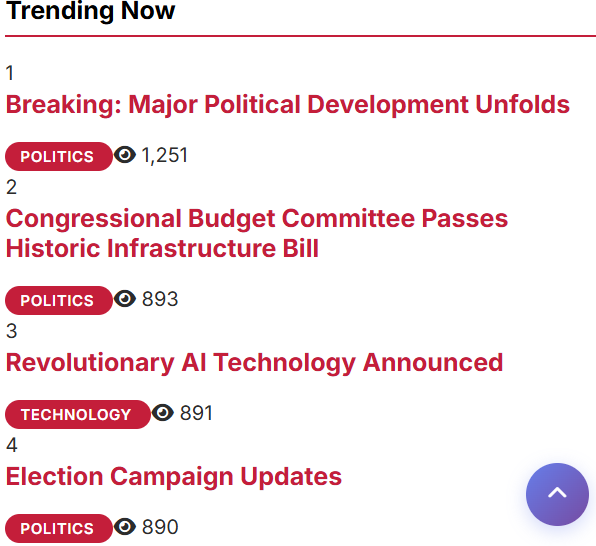 Trending Now
1
Breaking: Major Political Development Unfolds
POLITICS 1,251
2
Congressional Budget Committee Passes
Historic Infrastructure Bill
POLITICS 893
3
Revolutionary AI Technology Announced
TECHNOLOGY 891
4
Election Campaign Updates
POLITICS 890